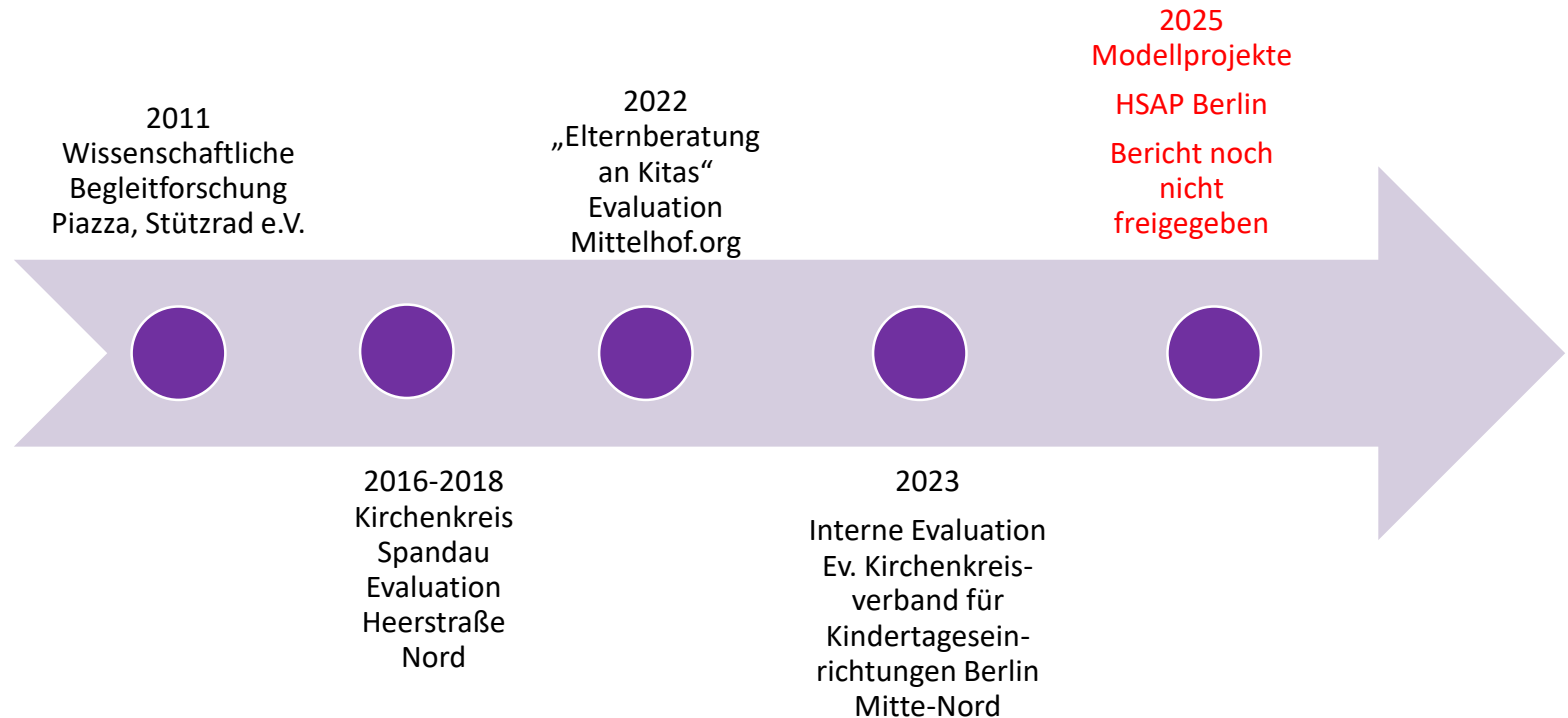 2011
Wissenschaftliche
Begleitforschung
Piazza, Stützrad e.V.
2016-2018
Kirchenkreis
Spandau
Evaluation
Heerstraße
Nord
2022
„Elternberatung
an Kitas“
Evaluation
Mittelhof.org
2023
Interne Evaluation
Ev. Kirchenkreis-
verband für
Kindertagesein-
richtungen Berlin
Mitte-Nord
2025
Modellprojekte
HSAP Berlin
Bericht noch
nicht
freigegeben